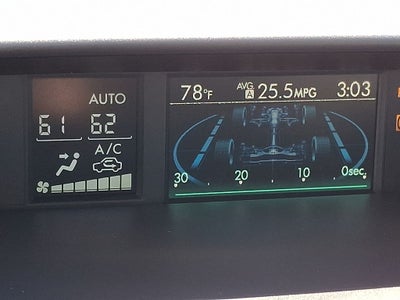 AUTO
61 62
A/C
78°F AVG A 25.5MPG 3:03
30 20 10 0sec.